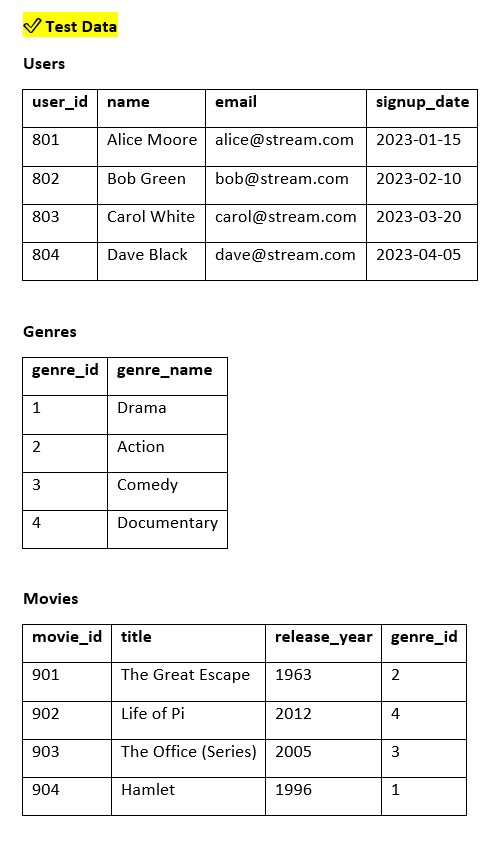 ✓ Test Data
Users
user_id name email signup_date
801 Alice Moore alice@stream.com 2023-01-15
802 Bob Green bob@stream.com 2023-02-10
803 Carol White carol@stream.com 2023-03-20
804 Dave Black dave@stream.com 2023-04-05
Genres
genre_id genre_name
1 Drama
2 Action
3 Comedy
4 Documentary
Movies
movie_id title release_year genre_id
901 The Great Escape 1963 2
902 Life of Pi 2012 4
903 The Office (Series) 2005 3
904 Hamlet 1996 1